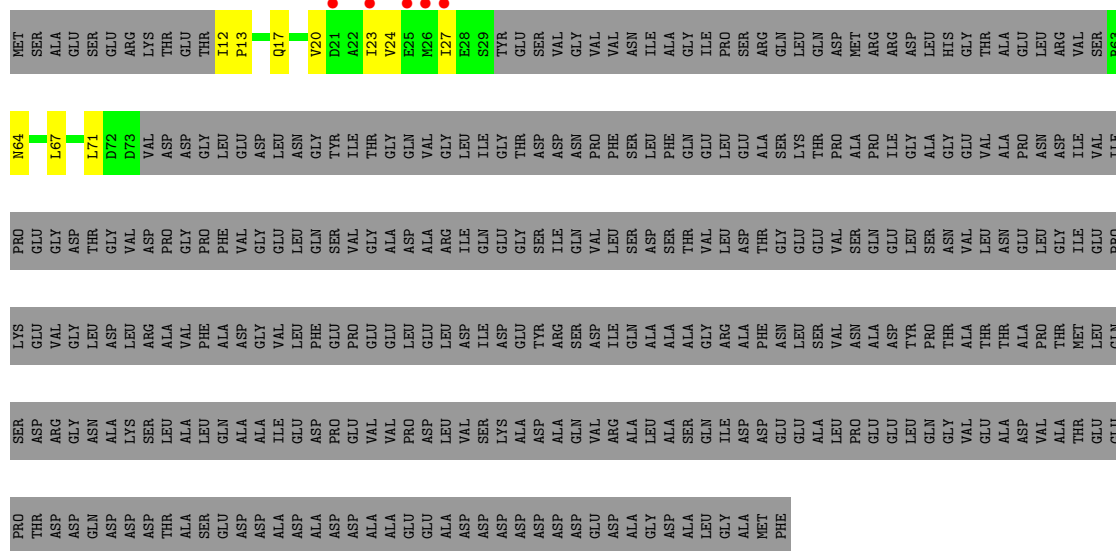 MET SER ALA GLU SER GLU ARG LYS THR GLU THR I12 P13 Q17 V20 D21 A22 I23 V24 E25 M26 I27 E28 S29 TYR GLU SER VAL GLY VAL VAL ASN ILE ALA GLY ILE PRO SER ARG GLN LEU GLN ASP MET ARG ARG ASP LEU HIS GLY THR ALA GLU LEU ARG VAL SER R63
N64 L67 L71 D72 D73 VAL ASP ASP GLY LEU GLU ASP LEU ASN GLY TYR ILE THR GLY GLN VAL GLY LEU ILE GLY THR ASP ASP ASN PRO PHE SER LEU PHE GLN GLU LEU GLU ALA SER LYS THR PRO ALA PRO ILE GLY ALA GLY GLU VAL ALA PRO ASN ASP ILE VAL ILE
PRO GLU GLY ASP THR GLY VAL ASP PRO GLY PRO PHE VAL GLY GLU LEU GLN SER VAL GLY ALA ASP ALA ARG ILE GLN GLU GLY SER ILE GLN VAL LEU SER ASP SER THR VAL LEU ASP THR GLY GLU GLU VAL SER GLN GLU LEU SER ASN VAL LEU ASN GLU LEU GLY ILE GLU PRO
LYS GLU VAL GLY LEU ASP LEU ARG ALA VAL PHE ALA ASP GLY VAL LEU PHE GLU PRO GLU GLU LEU GLU LEU ASP ILE ASP GLU TYR ARG SER ASP ILE GLN ALA ALA ALA GLY ARG ALA PHE ASN LEU SER VAL ASN ALA ASP TYR PRO THR ALA THR THR ALA PRO THR MET LEU GLN
SER ASP ARG GLY ASN ALA LYS SER LEU ALA LEU GLN ALA ALA ILE GLU ASP PRO GLU VAL VAL PRO ASP LEU VAL SER LYS ALA ASP ALA GLN VAL ARG ALA LEU ALA SER GLN ILE ASP ASP GLU GLU ALA LEU PRO GLU GLU LEU GLN GLY VAL GLU ALA ASP VAL ALA THR GLU GLU
PRO THR ASP ASP GLN ASP ASP ASP THR ALA SER GLU ASP ASP ALA ASP ALA ASP ASP ALA ALA GLU GLU ALA ASP ASP ASP ASP ASP ASP GLU ASP ALA GLY ASP ALA LEU GLY ALA MET PHE